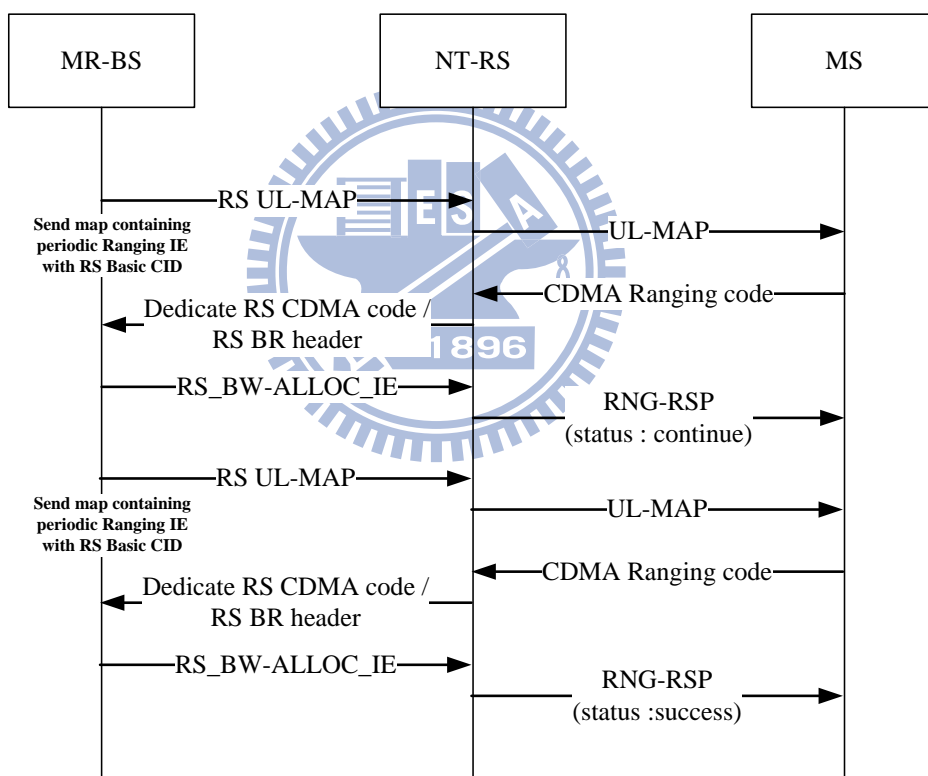 MR-BS
NT-RS
MS
E S A
RS UL-MAP
Send map containing
periodic Ranging IE
with RS Basic CID
UL-MAP
CDMA Ranging code
Dedicate RS CDMA code /
RS BR header
1896
RS_BW-ALLOC_IE
RNG-RSP
(status : continue)
RS UL-MAP
Send map containing
periodic Ranging IE
with RS Basic CID
UL-MAP
CDMA Ranging code
Dedicate RS CDMA code /
RS BR header
RS_BW-ALLOC_IE
RNG-RSP
(status :success)